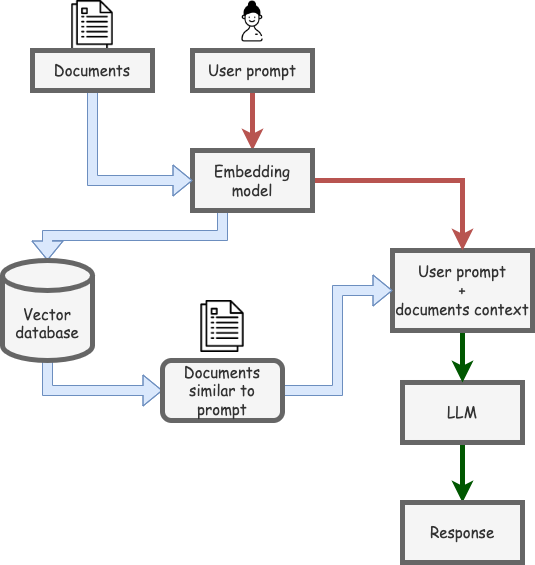 Documents
User prompt
Embedding
model
User prompt
+
documents context
Vector
database
Documents
similar to
prompt
LLM
Response